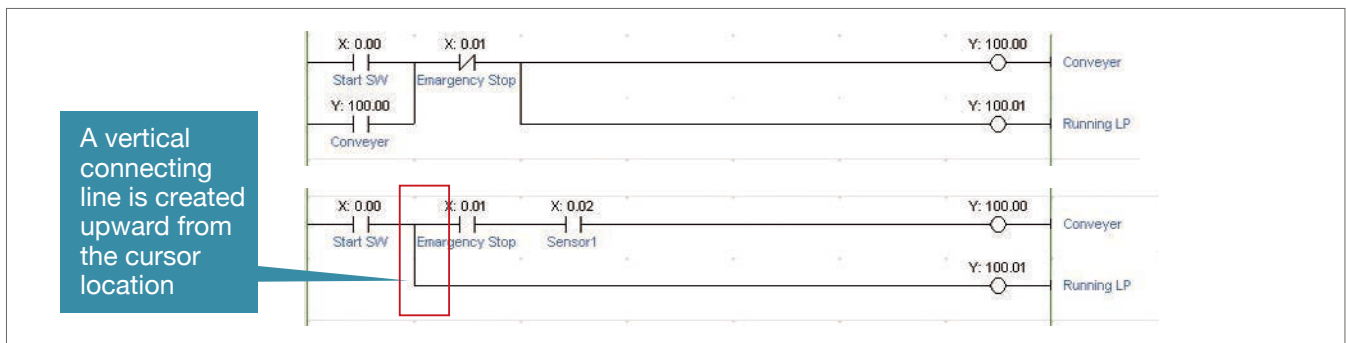 X: 0.00 X: 0.01 Y: 100.00
Start SW Emargency Stop Conveyer
Y: 100.00 Y: 100.01
Conveyer Running LP
A vertical
connecting
line is created
upward from
the cursor
location
X: 0.00 X: 0.01 X: 0.02 Y: 100.00
Start SW Emargency Stop Sensor1 Conveyer
Y: 100.01
Running LP